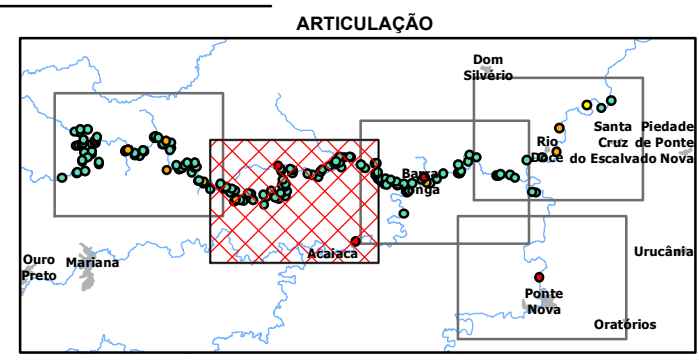 ARTICULAÇÃO
Dom
Silvério
Rio
Doce
Santa
Cruz
do Escalvado
Piedade
de Ponte
Nova
Barra
Longa
Urucânia
Acaiaca
Ouro
Preto
Mariana
Ponte
Nova
Oratórios